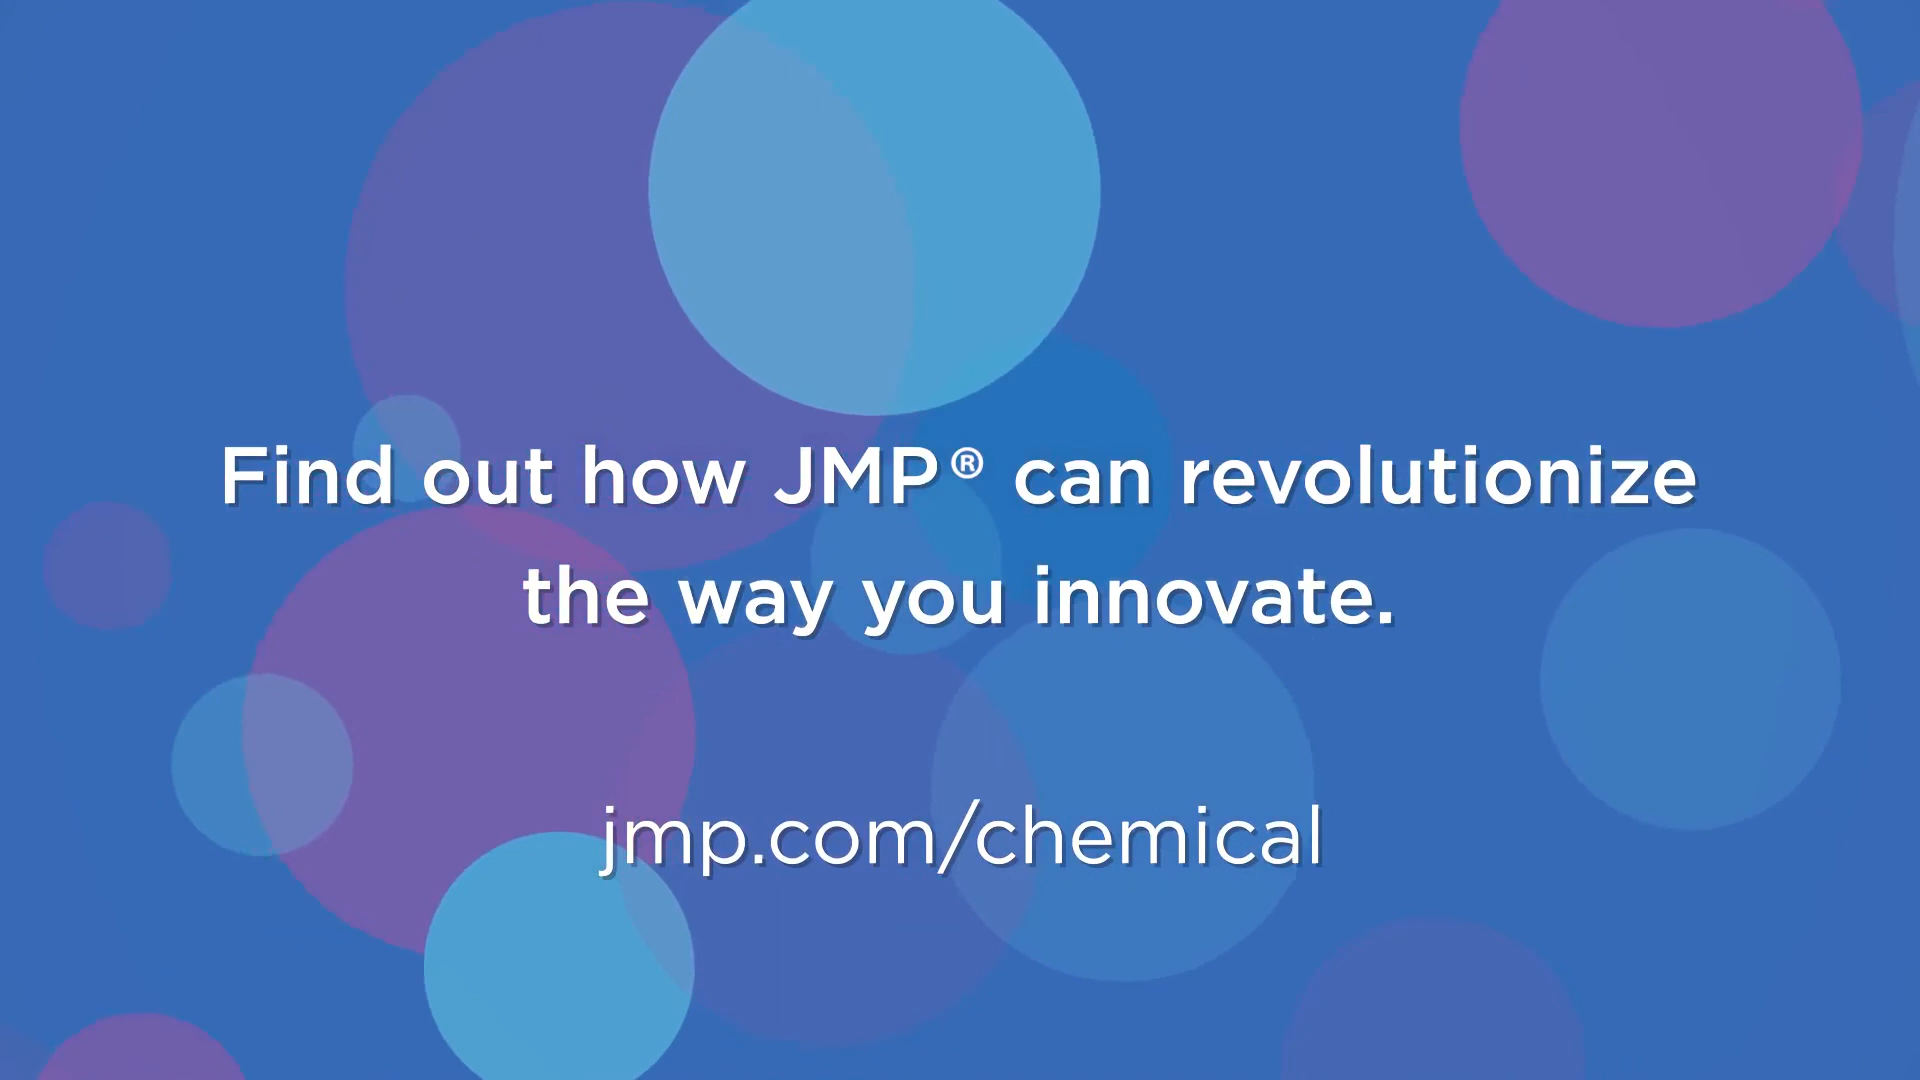 Find out how JMP® can revolutionize
the way you innovate.
jmp.com/chemical